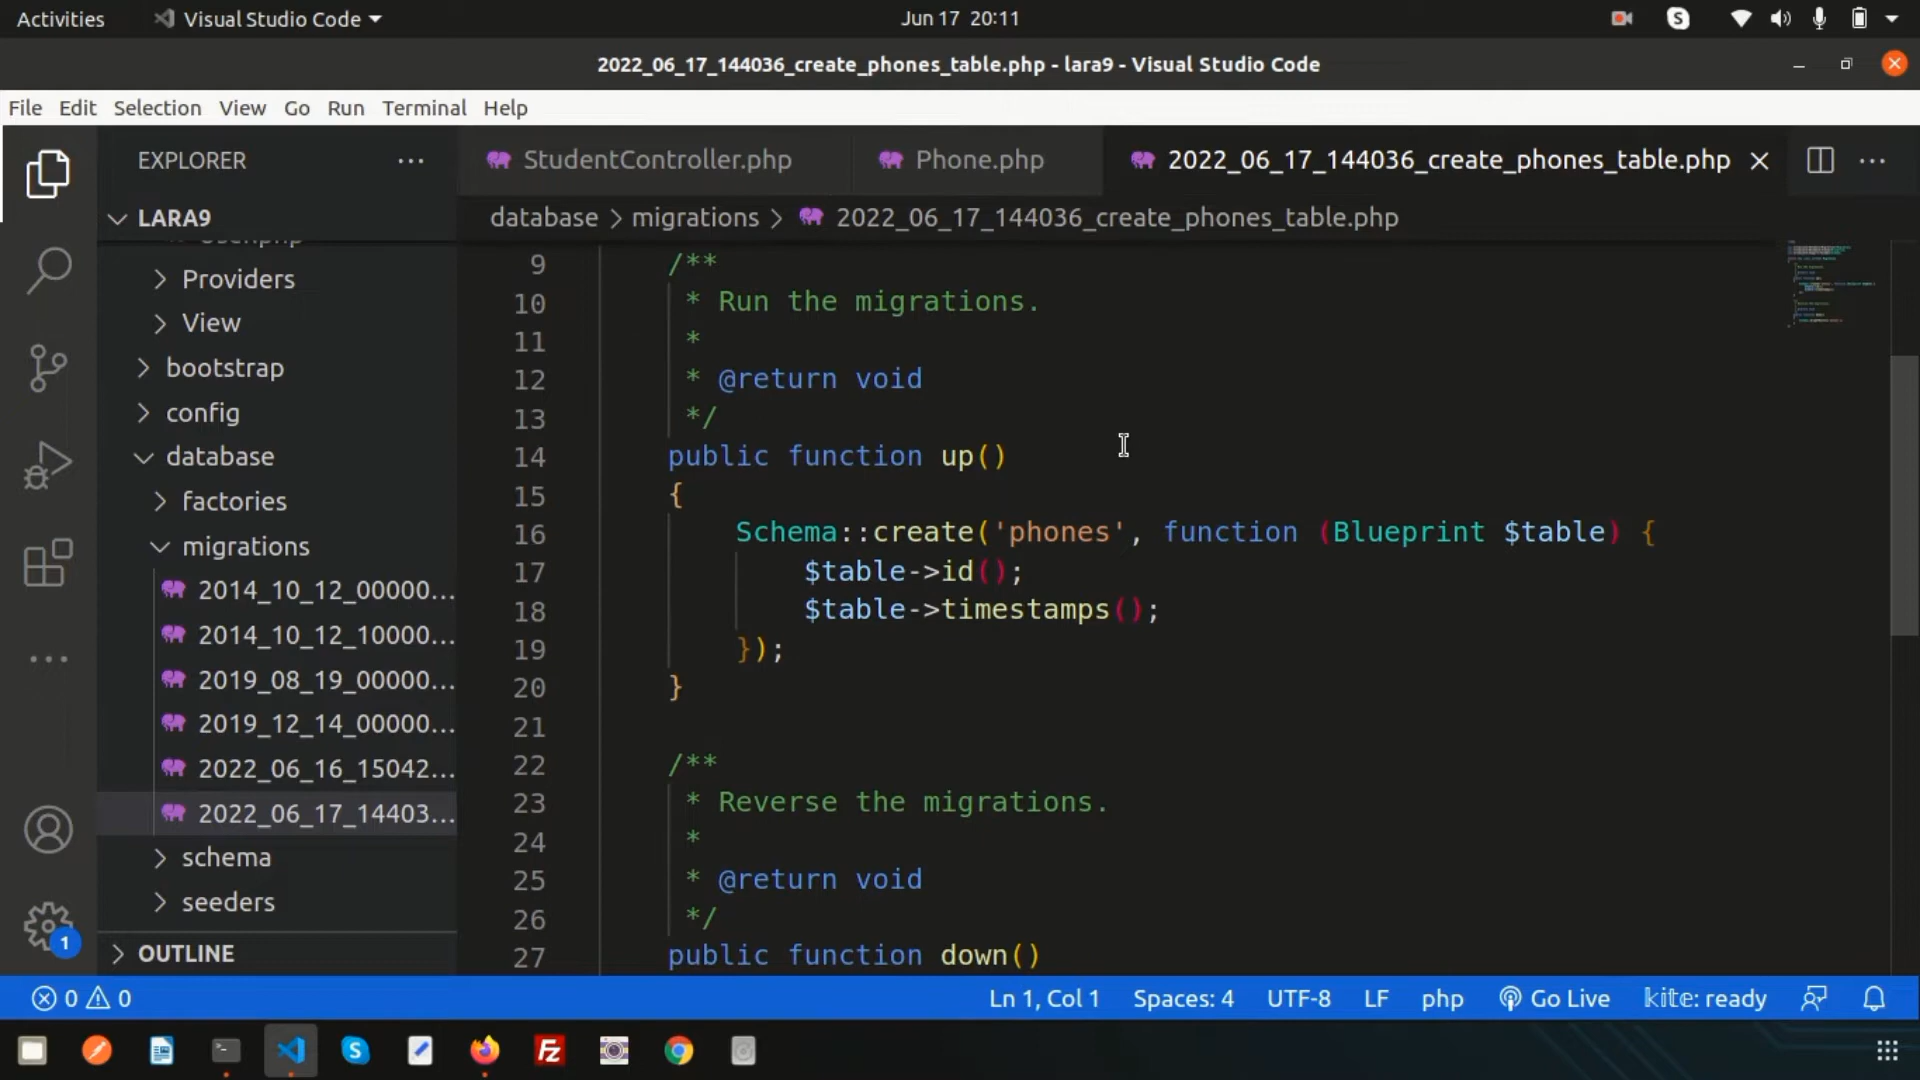 Activities
Visual Studio Code
Jun 17 20:11
2022_06_17_144036_create_phones_table.php - lara9 - Visual Studio Code
File Edit Selection View Go Run Terminal Help
EXPLORER
LARA9
User.php
Providers
View
bootstrap
config
database
factories
migrations
2014_10_12_00000...
2014_10_12_10000...
2019_08_19_00000...
2019_12_14_00000...
2022_06_16_15042...
2022_06_17_14403...
schema
seeders
OUTLINE
StudentController.php
Phone.php
2022_06_17_144036_create_phones_table.php
database > migrations > 2022_06_17_144036_create_phones_table.php
9 /**
10 * Run the migrations.
11 *
12 * @return void
13 */
14 public function up()
15 {
16 Schema::create('phones', function (Blueprint $table) {
17 $table->id();
18 $table->timestamps();
19 });
20 }
21
22 /**
23 * Reverse the migrations.
24 *
25 * @return void
26 */
27 public function down()
1
0 0
Ln 1, Col 1
Spaces: 4
UTF-8
LF
php
Go Live
kite: ready